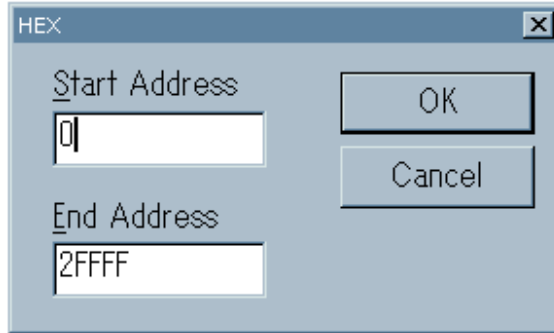 HEX
Start Address
0
OK
Cancel
End Address
2FFFF